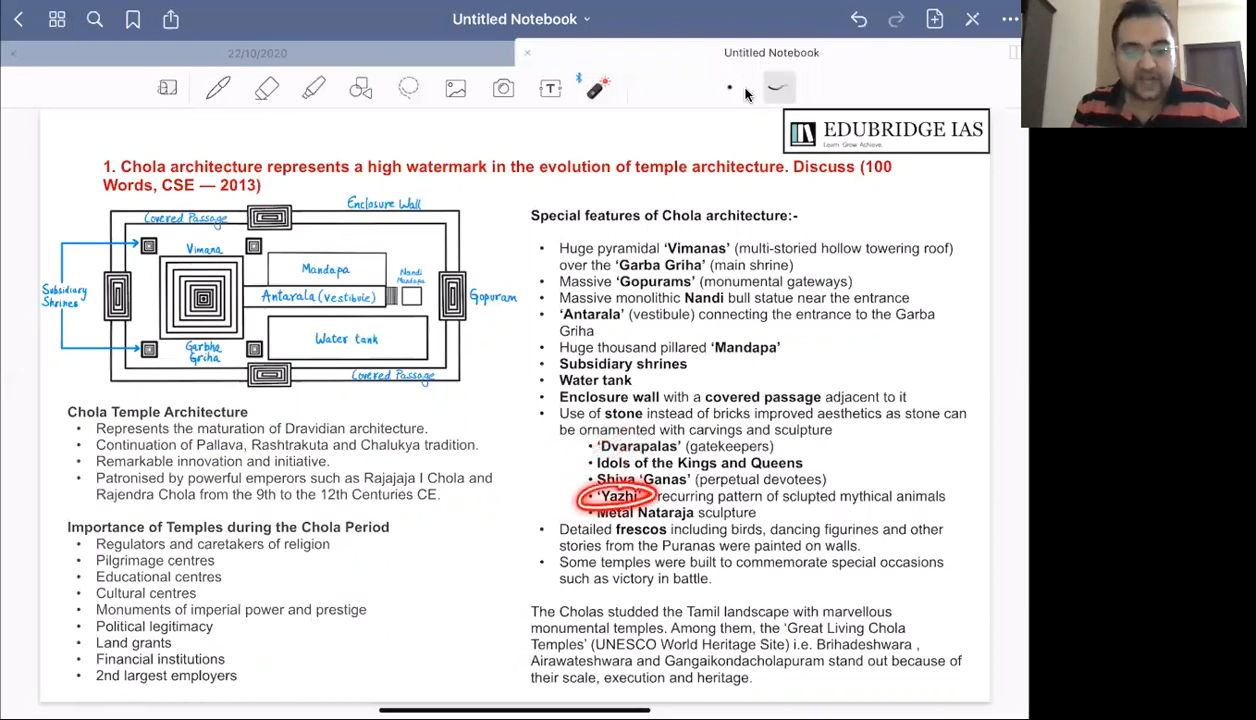 Untitled Notebook
22/10/2020
Untitled Notebook
T
EDUBRIDGE IAS
Learn. Grow. Achieve.
1. Chola architecture represents a high watermark in the evolution of temple architecture. Discuss (100
Words, CSE — 2013)
Enclosure Wall
Covered Passage
Vimana
Mandapa
Nandi
Mandapa
Subsidiary
Shrines
Antarala (Vestibule)
Gopuram
Garbha
Griha
Water tank
Covered Passage
Chola Temple Architecture
• Represents the maturation of Dravidian architecture.
• Continuation of Pallava, Rashtrakuta and Chalukya tradition.
• Remarkable innovation and initiative.
• Patronised by powerful emperors such as Rajajaja I Chola and
Rajendra Chola from the 9th to the 12th Centuries CE.
Importance of Temples during the Chola Period
• Regulators and caretakers of religion
• Pilgrimage centres
• Educational centres
• Cultural centres
• Monuments of imperial power and prestige
• Political legitimacy
• Land grants
• Financial institutions
• 2nd largest employers
Special features of Chola architecture:-
• Huge pyramidal ‘Vimanas’ (multi-storied hollow towering roof)
over the ‘Garba Griha’ (main shrine)
• Massive ‘Gopurams’ (monumental gateways)
• Massive monolithic Nandi bull statue near the entrance
• ‘Antarala’ (vestibule) connecting the entrance to the Garba
Griha
• Huge thousand pillared ‘Mandapa’
• Subsidiary shrines
• Water tank
• Enclosure wall with a covered passage adjacent to it
• Use of stone instead of bricks improved aesthetics as stone can
be ornamented with carvings and sculpture
• ‘Dvarapalas’ (gatekeepers)
• Idols of the Kings and Queens
• Shiva ‘Ganas’ (perpetual devotees)
• ‘Yazhi’ recurring pattern of sclupted mythical animals
• Metal Nataraja sculpture
• Detailed frescos including birds, dancing figurines and other
stories from the Puranas were painted on walls.
• Some temples were built to commemorate special occasions
such as victory in battle.
The Cholas studded the Tamil landscape with marvellous
monumental temples. Among them, the ‘Great Living Chola
Temples’ (UNESCO World Heritage Site) i.e. Brihadeshwara ,
Airawateshwara and Gangaikondacholapuram stand out because of
their scale, execution and heritage.